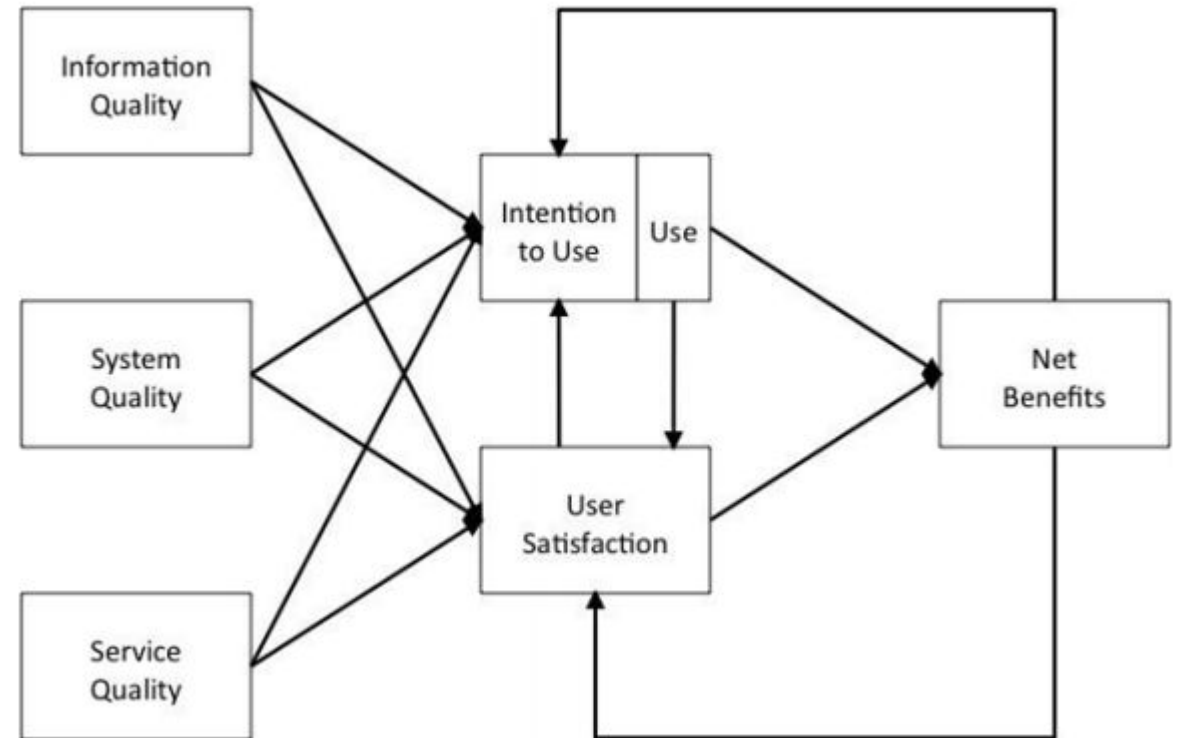 Information
Quality
Intention
to Use
Use
System
Quality
Net
Benefits
User
Satisfaction
Service
Quality